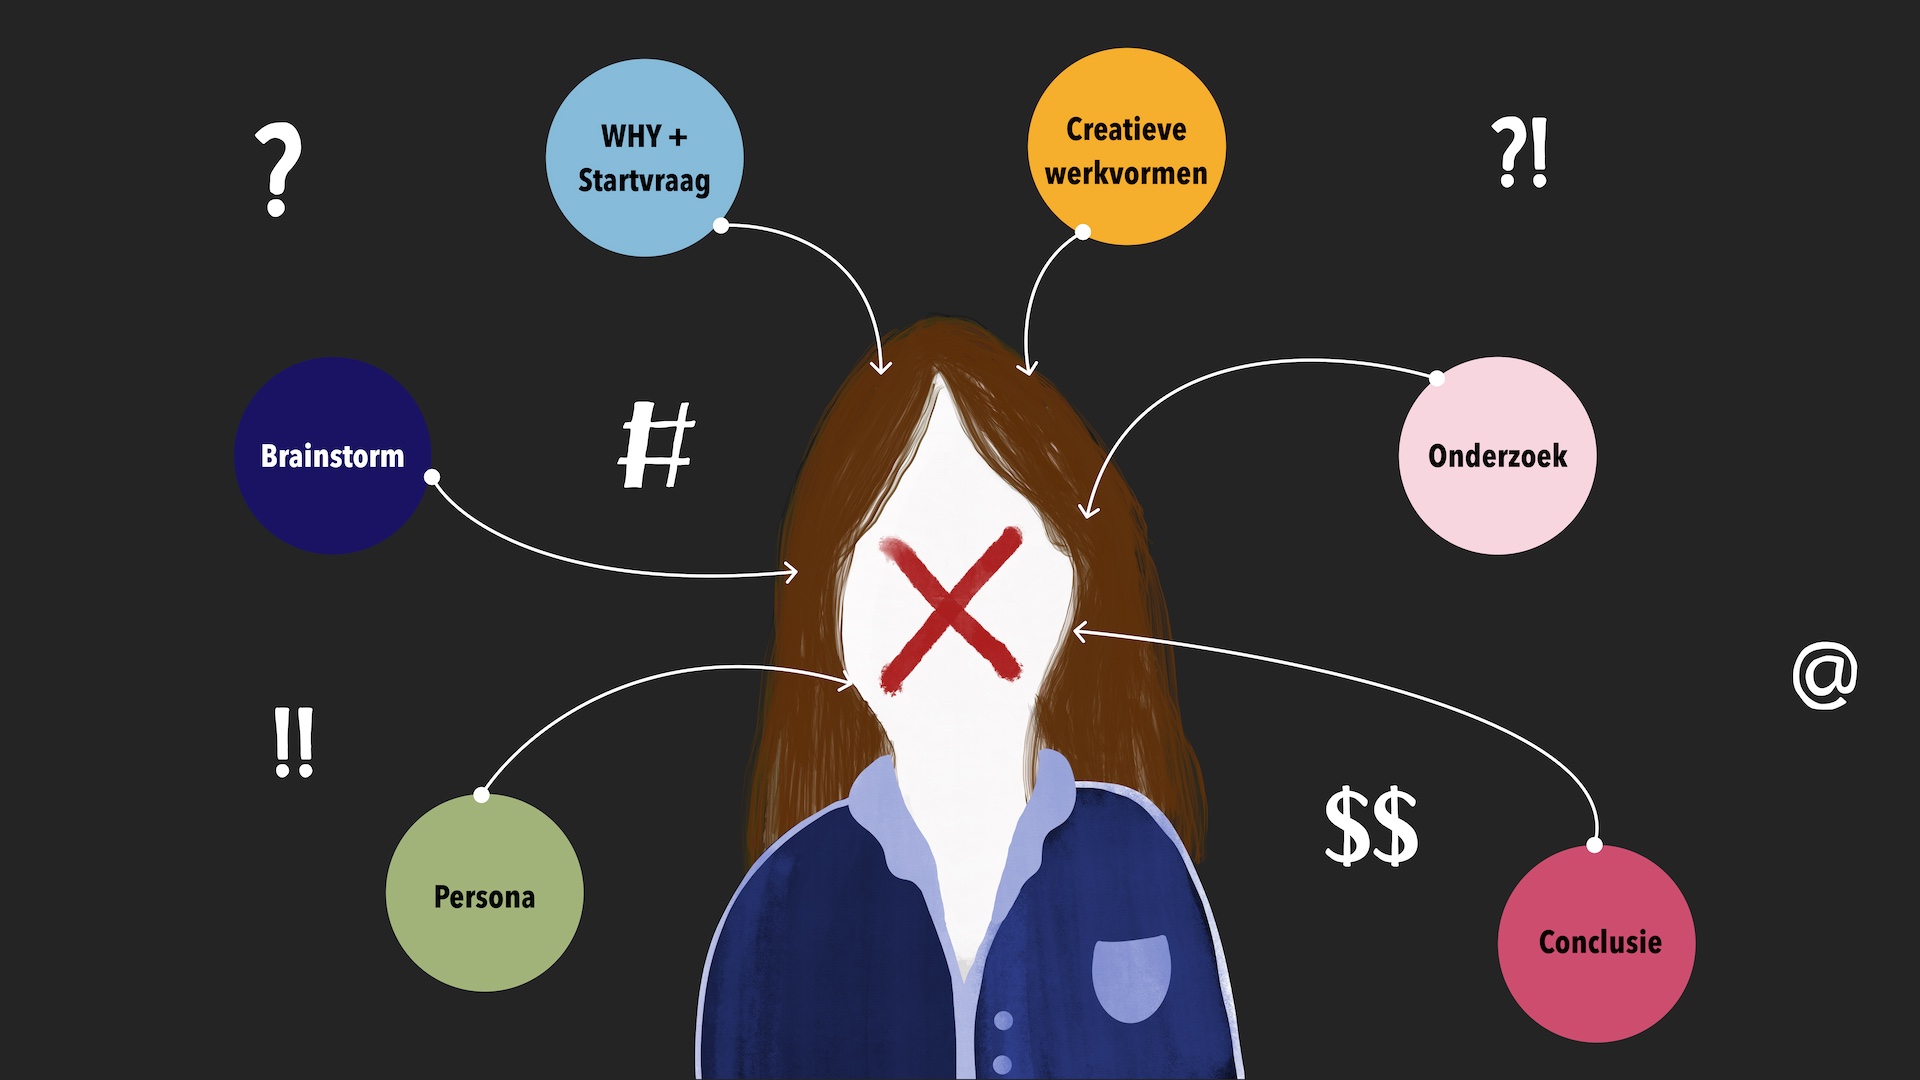 ?
WHY +
Startvraag
Creatieve
werkvormen
?!
Brainstorm
#
Onderzoek
@
!!
$$
Persona
Conclusie